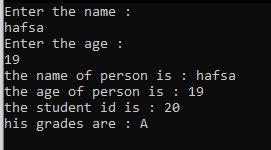 Enter the name :
hafsa
Enter the age :
19
the name of person is : hafsa
the age of person is : 19
the student id is : 20
his grades are : A